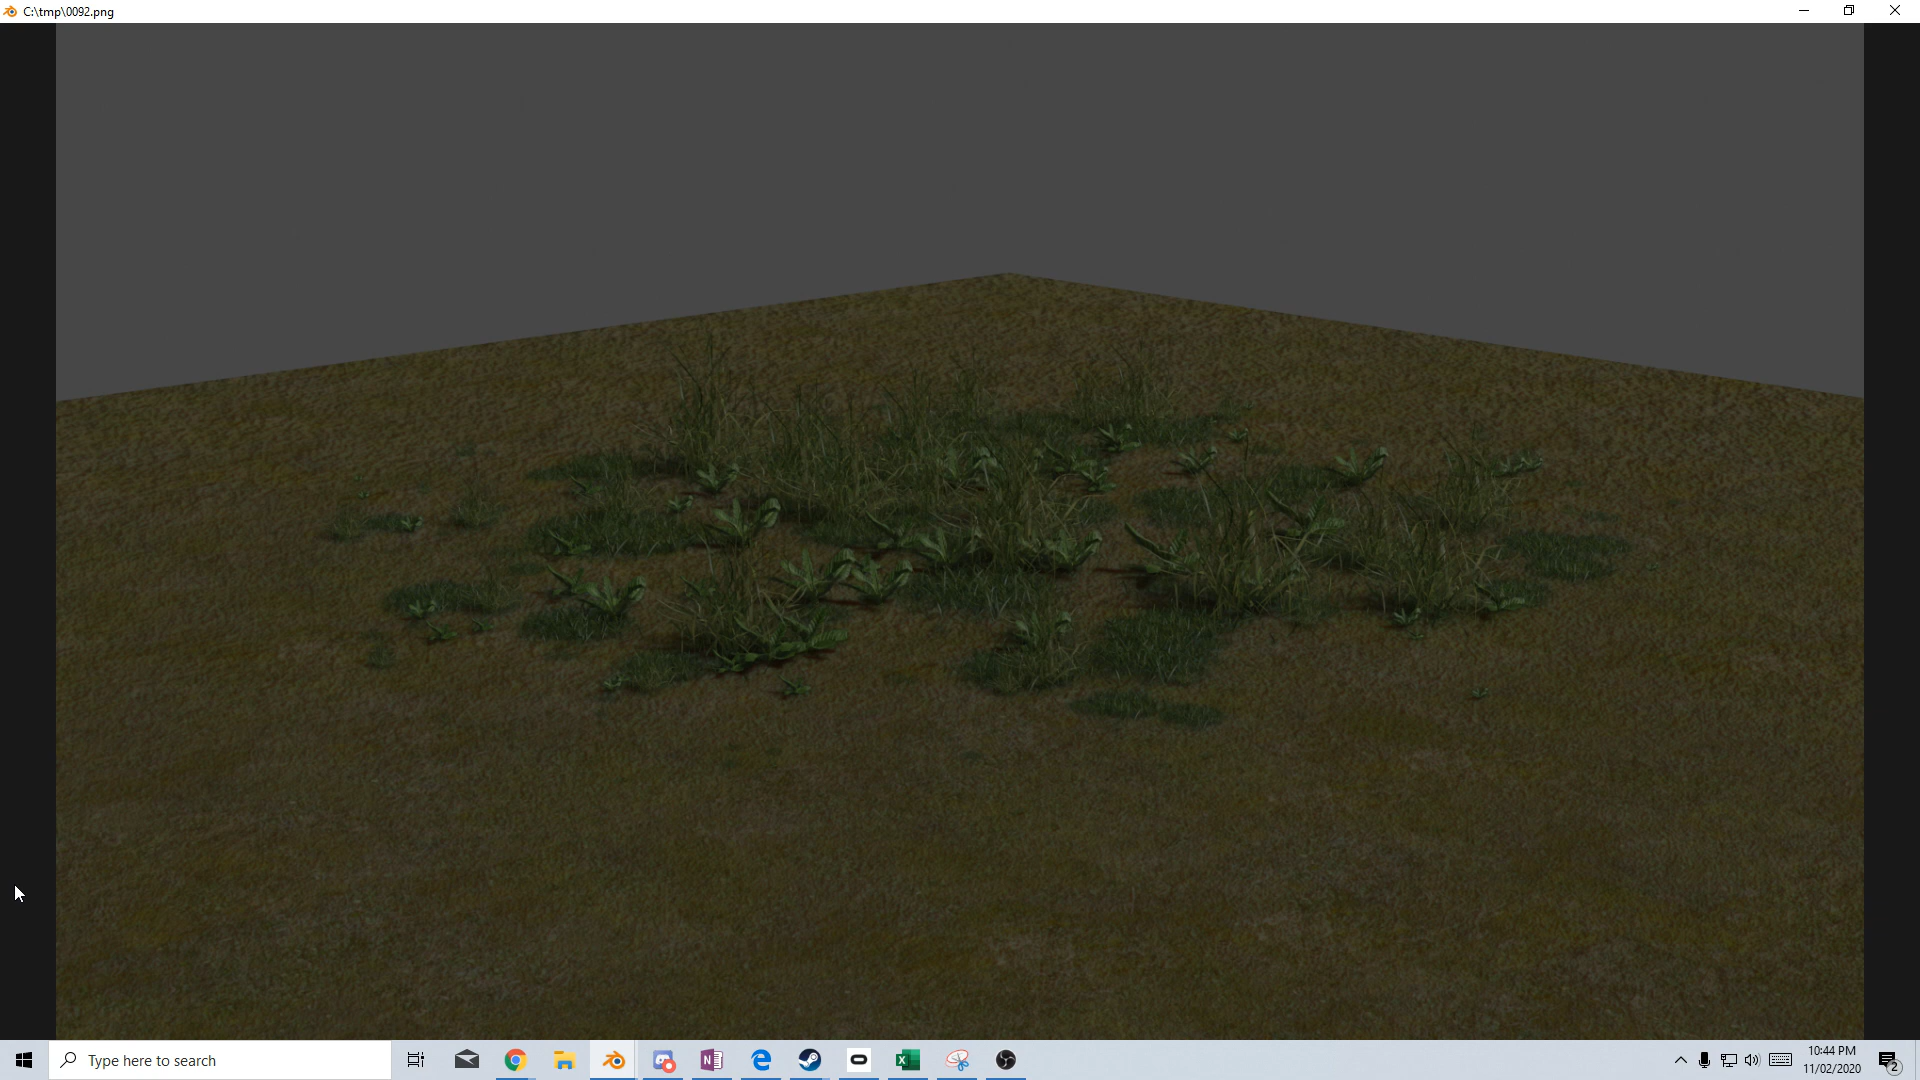 C:\tmp\0092.png
Type here to search
10:44 PM
11/02/2020
2